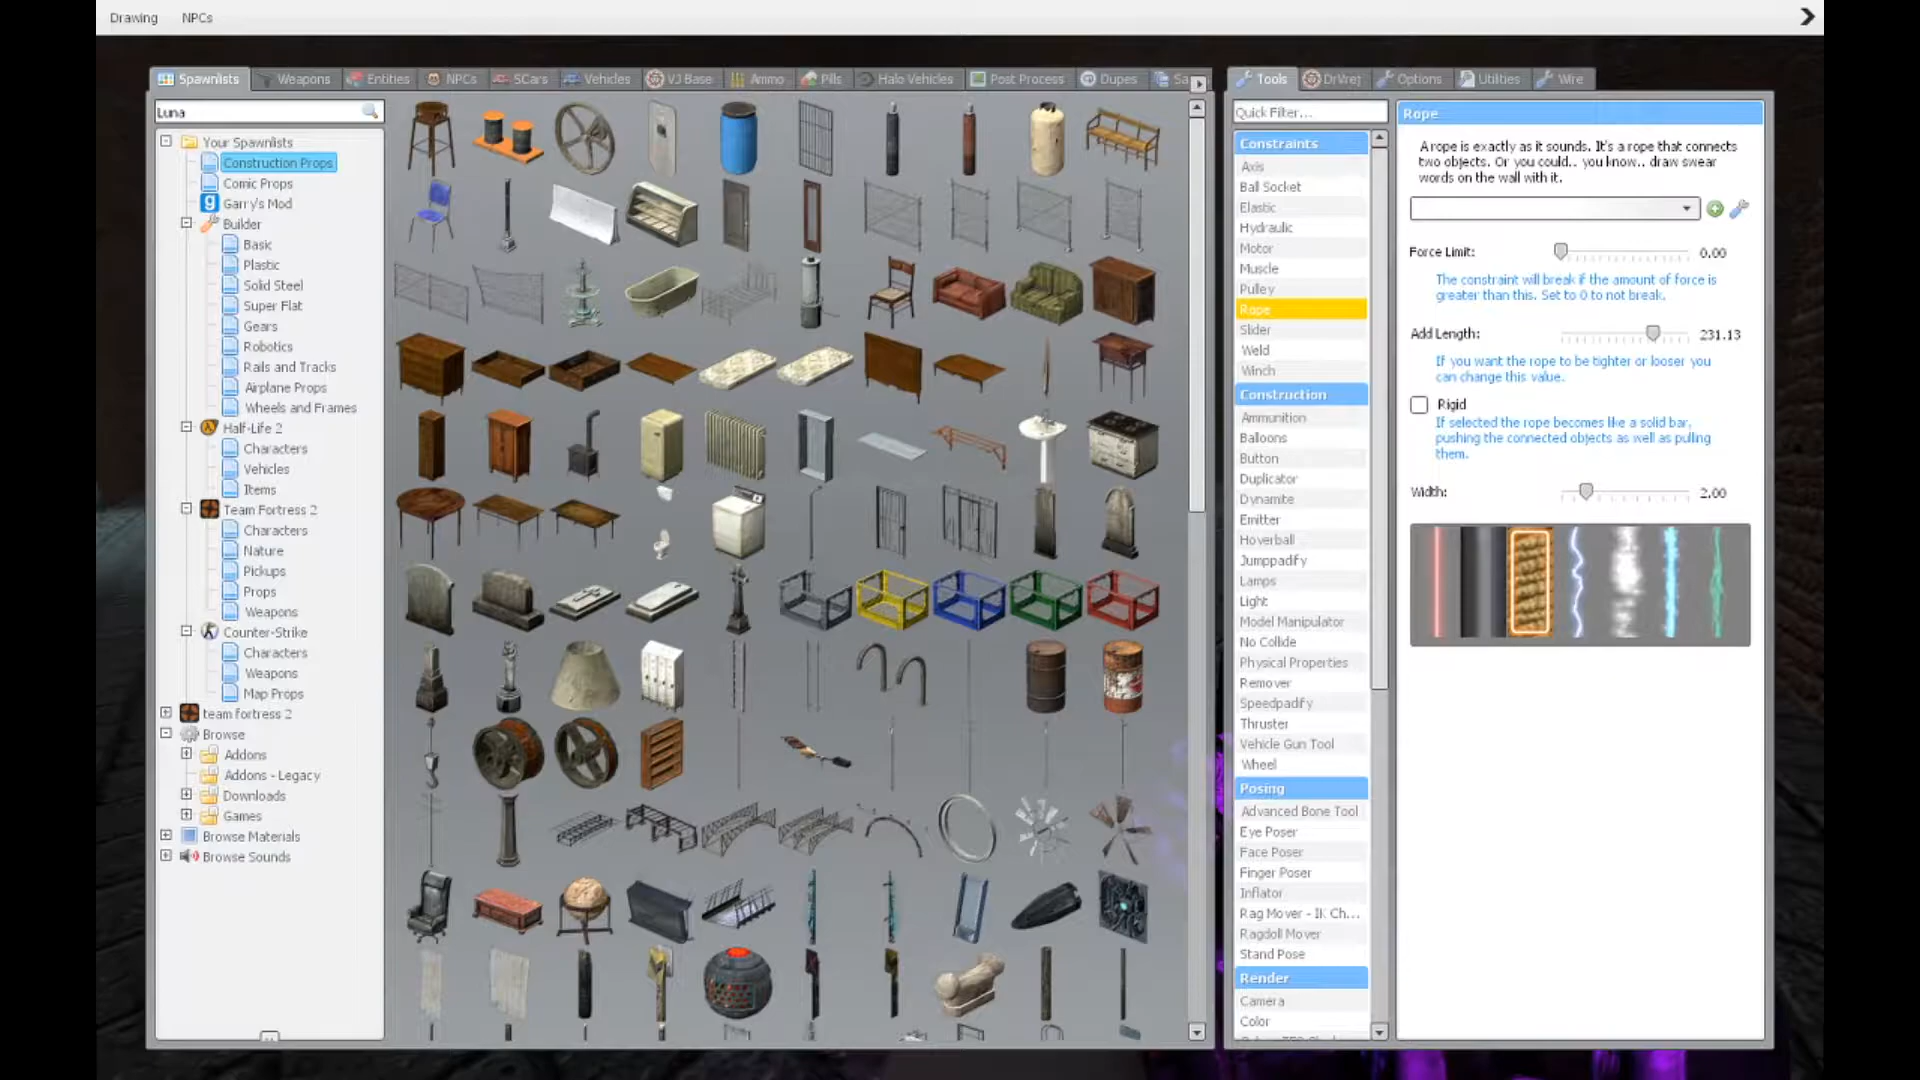 Drawing NPCs
Spawnlists Weapons Entities NPCs SCars Vehicles VJ Base Ammo Pills Halo Vehicles Post Process Dupes Sa
Luna
Your Spawnlists
Construction Props
Comic Props
Garry's Mod
Builder
Basic
Plastic
Solid Steel
Super Flat
Gears
Robotics
Rails and Tracks
Airplane Props
Wheels and Frames
Half-Life 2
Characters
Vehicles
Items
Team Fortress 2
Characters
Nature
Pickups
Props
Weapons
Counter-Strike
Characters
Weapons
Map Props
team fortress 2
Browse
Addons
Addons - Legacy
Downloads
Games
Browse Materials
Browse Sounds
Tools DrVrej Options Utilities Wire
Quick Filter...
Constraints
Axis
Ball Socket
Elastic
Hydraulic
Motor
Muscle
Pulley
Rope
Slider
Weld
Winch
Construction
Ammunition
Balloons
Button
Duplicator
Dynamite
Emitter
Hoverball
Jumppadify
Lamps
Light
Model Manipulator
No Collide
Physical Properties
Remover
Speedpadify
Thruster
Vehicle Gun Tool
Wheel
Posing
Advanced Bone Tool
Eye Poser
Face Poser
Finger Poser
Inflator
Rag Mover - IK Ch...
Ragdoll Mover
Stand Pose
Render
Camera
Color
Rope
A rope is exactly as it sounds. It's a rope that connects
two objects. Or you could.. you know.. draw swear
words on the wall with it.
Force Limit: 0.00
The constraint will break if the amount of force is
greater than this. Set to 0 to not break.
Add Length: 231.13
If you want the rope to be tighter or looser you
can change this value.
Rigid
If selected the rope becomes like a solid bar,
pushing the connected objects as well as pulling
them.
Width: 2.00